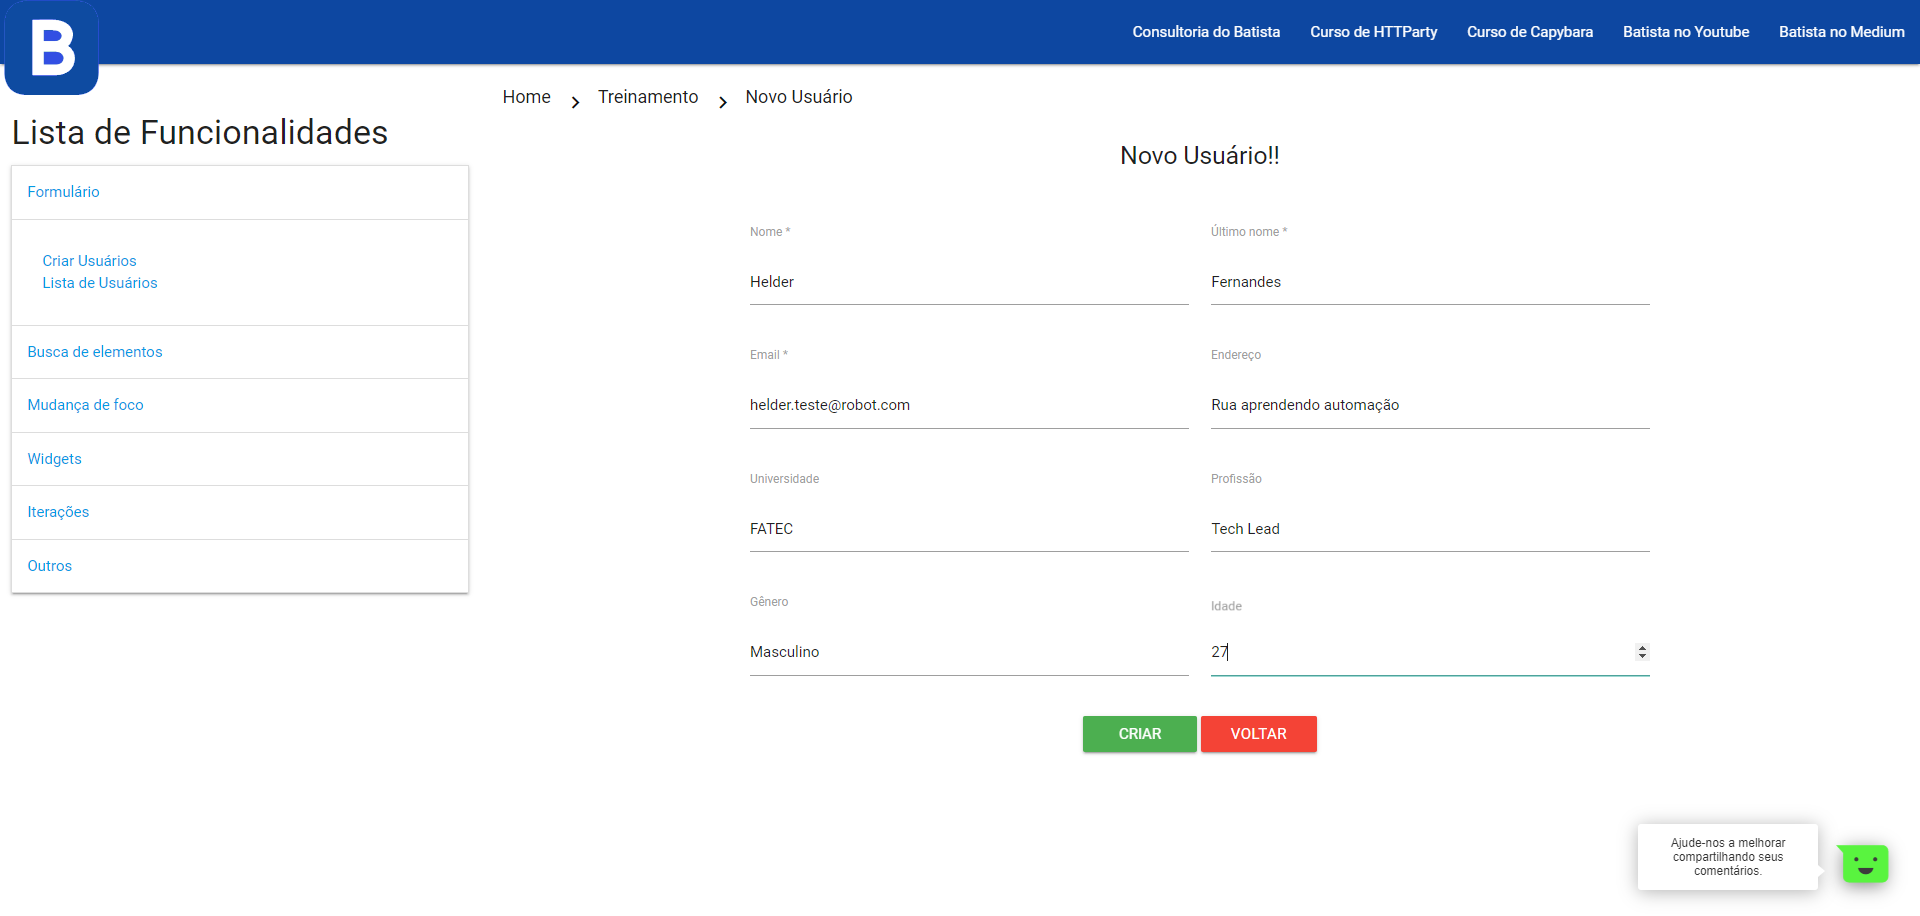 B
Consultoria do Batista
Curso de HTTParty
Curso de Capybara
Batista no Youtube
Batista no Medium
Home
Treinamento
Novo Usuário
Lista de Funcionalidades
Formulário
Criar Usuários
Lista de Usuários
Busca de elementos
Mudança de foco
Widgets
Iterações
Outros
Novo Usuário!!
Nome *
Helder
Último nome *
Fernandes
Email *
helder.teste@robot.com
Endereço
Rua aprendendo automação
Universidade
FATEC
Profissão
Tech Lead
Gênero
Masculino
Idade
27
CRIAR
VOLTAR
Ajude-nos a melhorar
compartilhando seus
comentários.